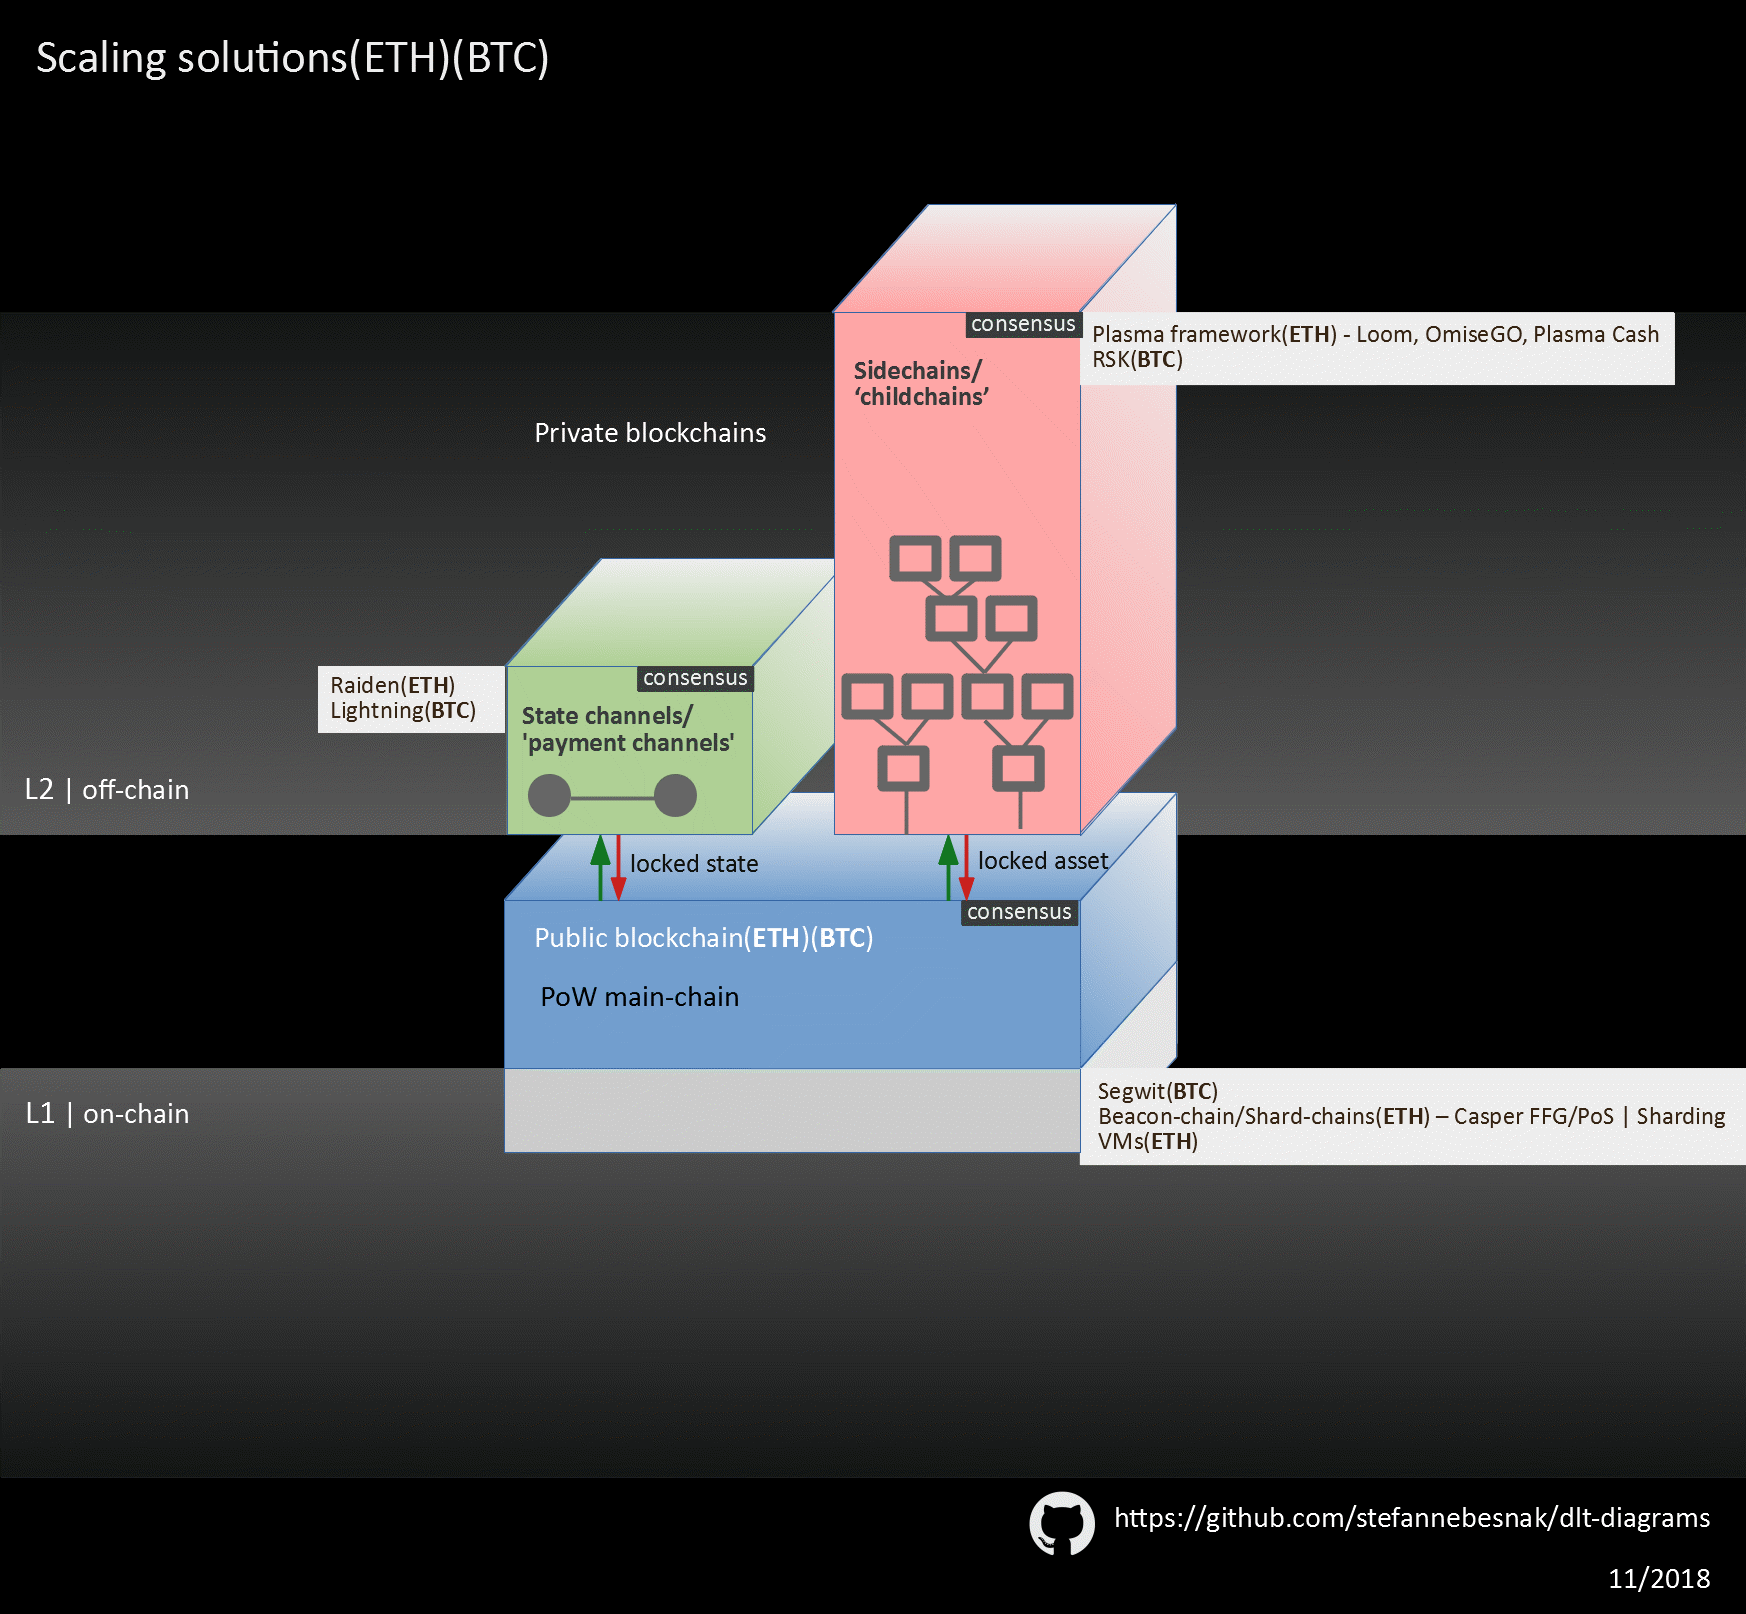 Scaling solutions(ETH)(BTC)
consensus
Plasma framework(ETH) - Loom, OmiseGO, Plasma Cash
RSK(BTC)
Sidechains/
‘childchains’
Private blockchains
consensus
Raiden(ETH)
Lightning(BTC)
State channels/
'payment channels'
L2 | off-chain
locked state
locked asset
consensus
Public blockchain(ETH)(BTC)
PoW main-chain
L1 | on-chain
Segwit(BTC)
Beacon-chain/Shard-chains(ETH) – Casper FFG/PoS | Sharding
VMs(ETH)
https://github.com/stefannebesnak/dlt-diagrams
11/2018